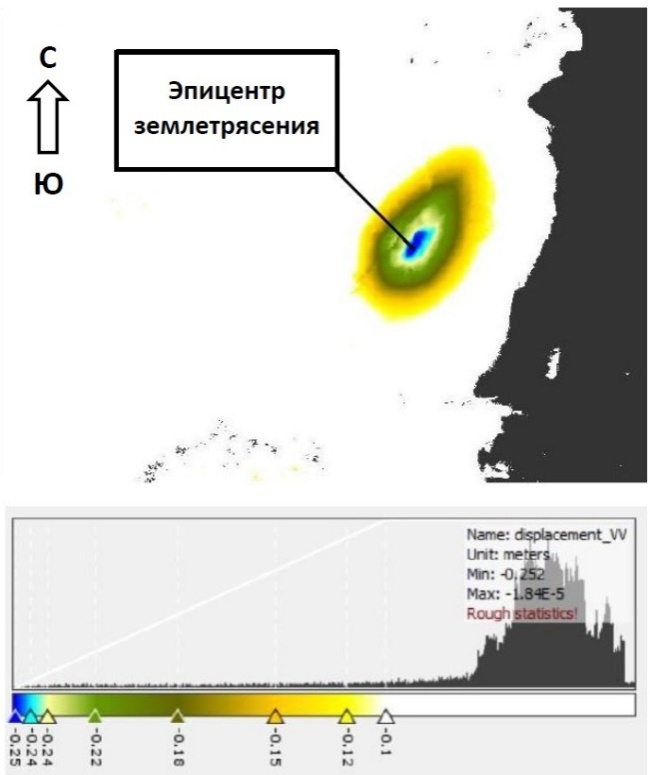 С
Ю
Эпицентр
землетрясения
Name: displacement_VV
Unit: meters
Min: -0.252
Max: -1.84E-5
Rough statistics!
-0.25
-0.24
-0.24
-0.22
-0.18
-0.15
-0.12
-0.1